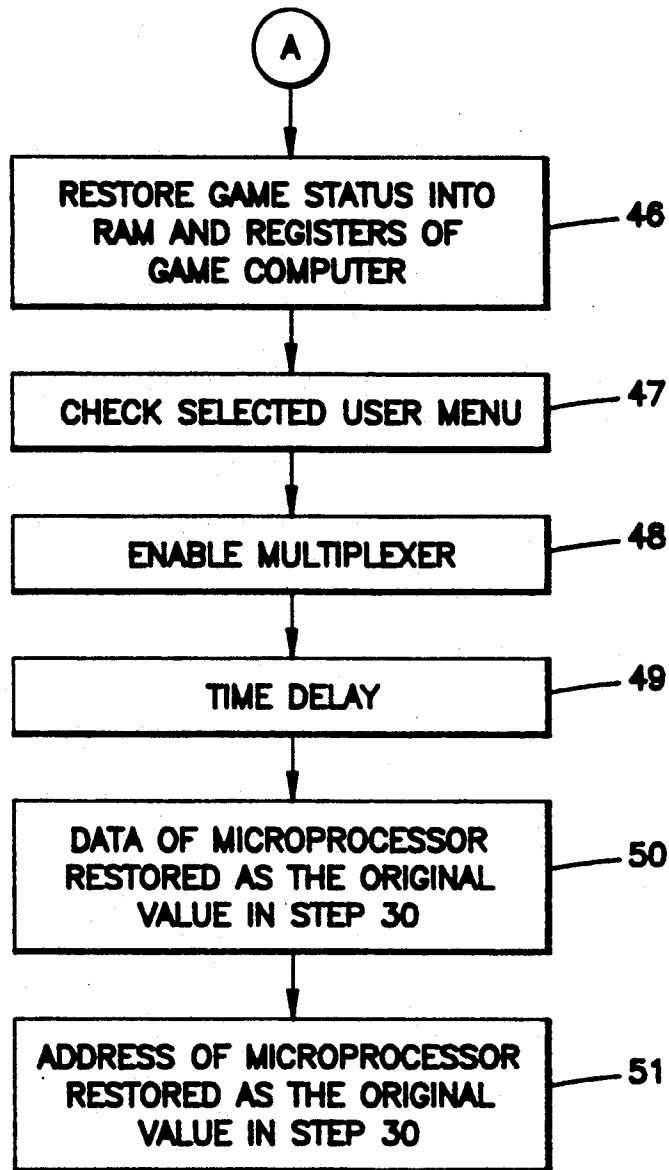 A
RESTORE GAME STATUS INTO
RAM AND REGISTERS OF
GAME COMPUTER
46
CHECK SELECTED USER MENU
47
ENABLE MULTIPLEXER
48
TIME DELAY
49
DATA OF MICROPROCESSOR
RESTORED AS THE ORIGINAL
VALUE IN STEP 30
50
ADDRESS OF MICROPROCESSOR
RESTORED AS THE ORIGINAL
VALUE IN STEP 30
51